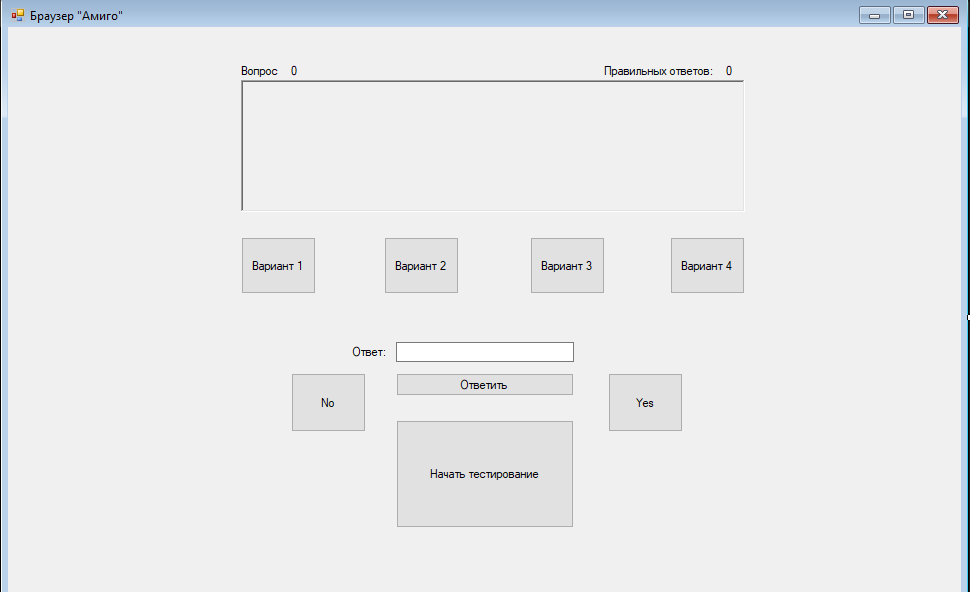 Браузер "Амиго"
Вопрос 0 Правильных ответов: 0
Вариант 1 Вариант 2 Вариант 3 Вариант 4
Ответ:
No Ответить Yes
Начать тестирование